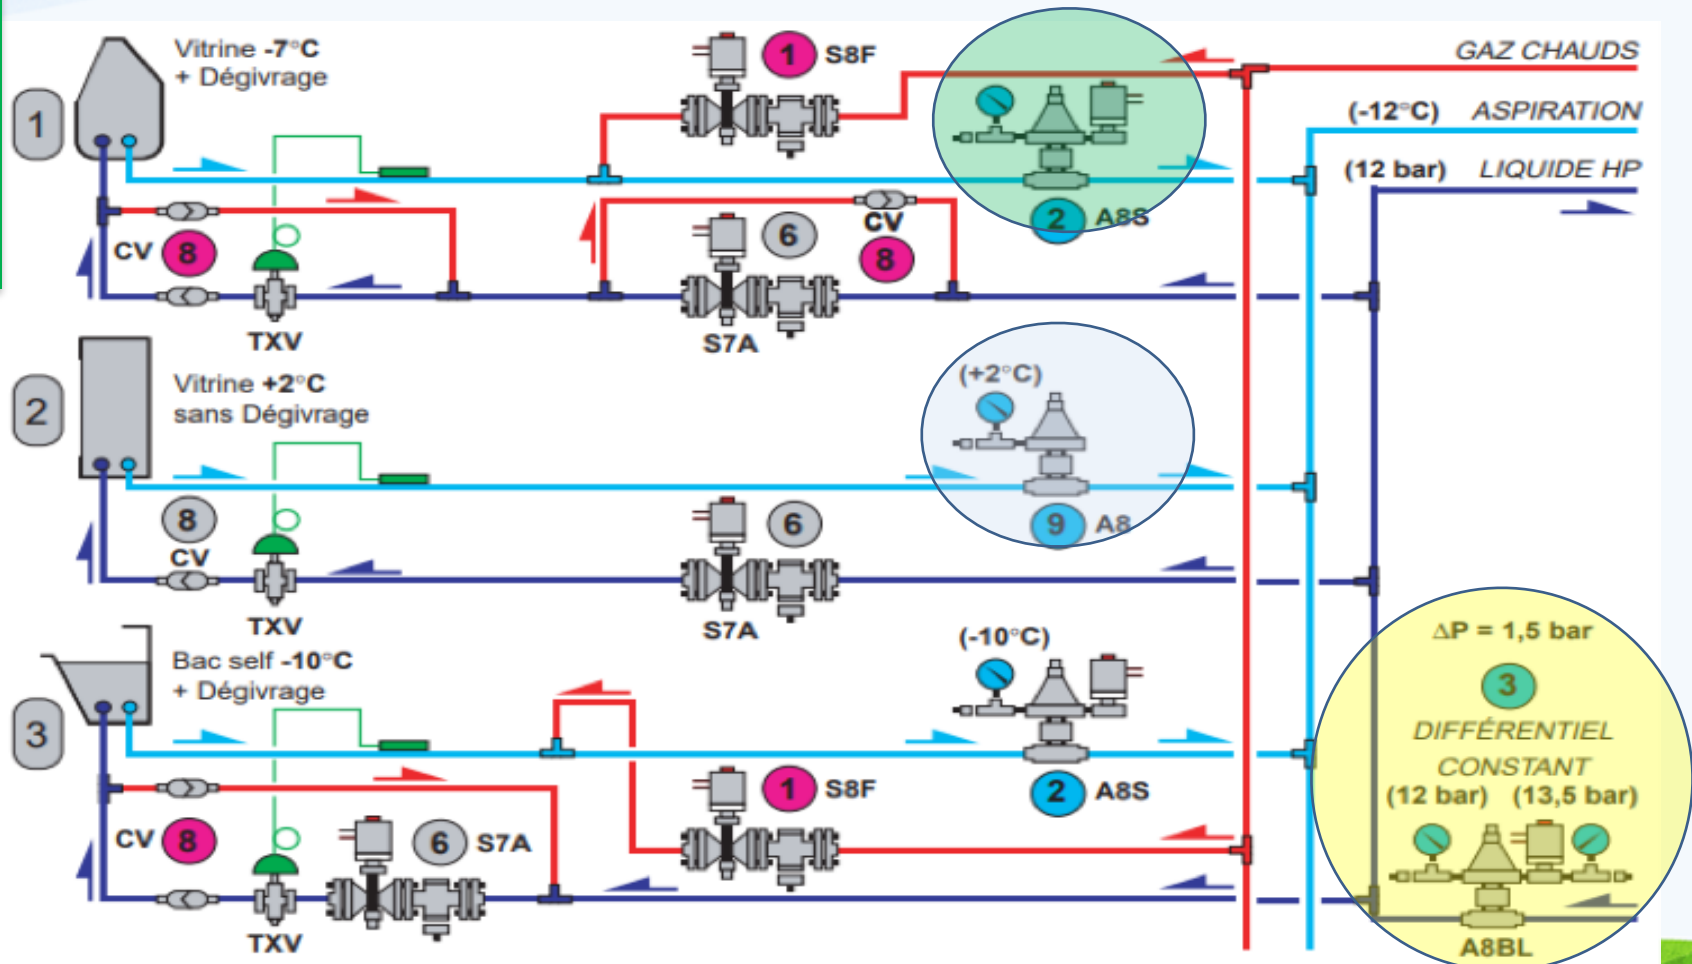 Vitrine -7°C
+ Dégivrage
1
1 S8F
GAZ CHAUDS
(-12°C) ASPIRATION
(12 bar) LIQUIDE HP
2 A8S
CV 8
6
CV
8
TXV
S7A
2
Vitrine +2°C
sans Dégivrage
(+2°C)
8
CV
6
9 A8
TXV
S7A
3
Bac self -10°C
+ Dégivrage
(-10°C)
ΔP = 1,5 bar
3
DIFFÉRENTIEL
CONSTANT
(12 bar) (13,5 bar)
1 S8F
2 A8S
CV 8
6 S7A
TXV
A8BL